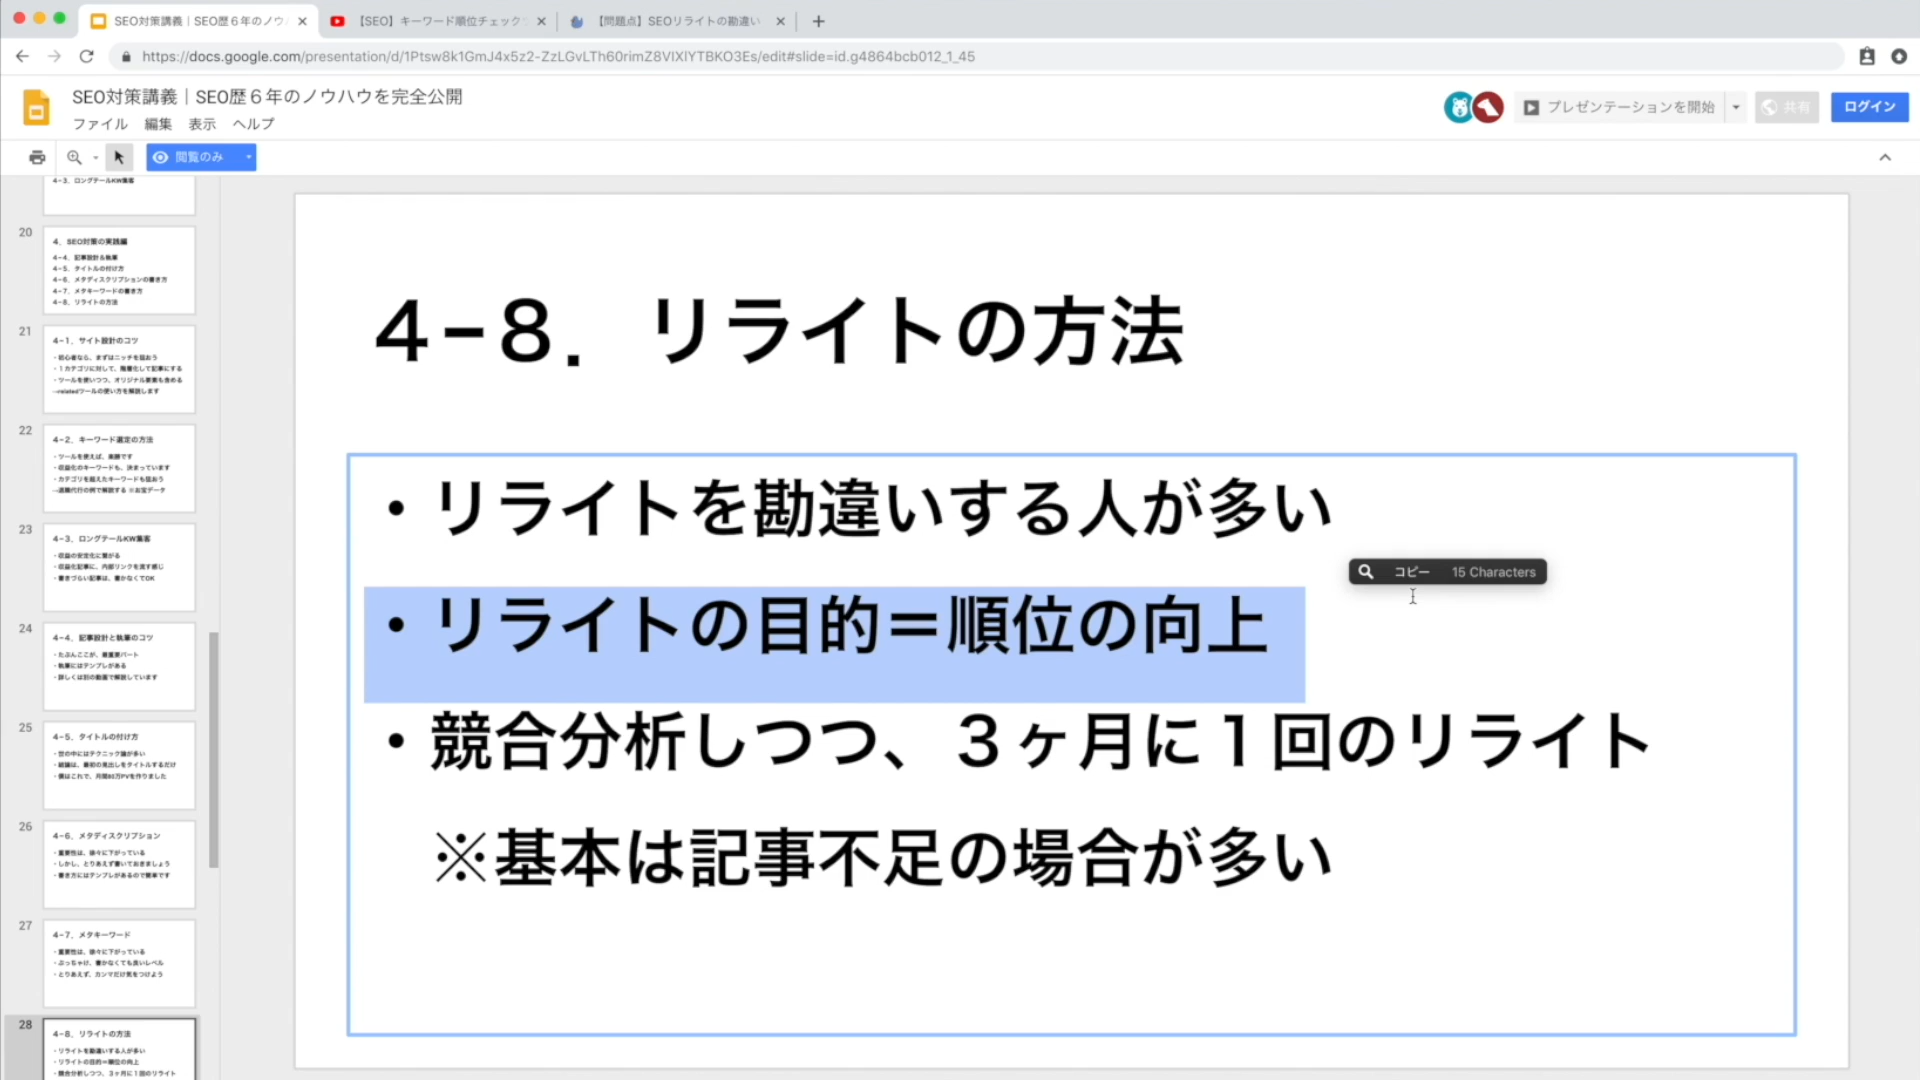 SEO対策講義｜SEO歴６年のノウ
【SEO】キーワード順位チェック
【問題点】SEOリライトの勘違い
https://docs.google.com/presentation/d/1Ptsw8k1GmJ4x5z2-ZzLGvLTh60rimZ8VIXlYTBKO3Es/edit#slide=id.g4864bcb012_1_45
SEO対策講義｜SEO歴６年のノウハウを完全公開
ファイル 編集 表示 ヘルプ
プレゼンテーションを開始
共有
ログイン
閲覧のみ
4−3．ロングテールKW集客
20
4．SEO対策の実践編
4−4．記事設計＆執筆
4−5．タイトルの付け方
4−6．メタディスクリプションの書き方
4−7．メタキーワードの書き方
4−8．リライトの方法
21
4−1．サイト設計のコツ
・初心者なら、まずはニッチを狙おう
・１カテゴリに対して、階層化して記事にする
・ツールを使いつつ、オリジナル要素も含める
→relatedツールの使い方を解説します
22
4−2．キーワード選定の方法
・ツールを使えば、楽勝です
・収益化のキーワードも、決まっています
・カテゴリを超えたキーワードも狙おう
→退職代行の例で解説する ※お宝データ
23
4−3．ロングテールKW集客
・収益の安定化に繋がる
・収益化記事に、内部リンクを流す感じ
・書きづらい記事は、書かなくてOK
24
4−4．記事設計と執筆のコツ
・たぶんここが、最重要パート
・執筆にはテンプレがある
・詳しくは別の動画で解説しています
25
4−5．タイトルの付け方
・世の中にはテクニック論が多い
・結論は、最初の見出しをタイトルするだけ
・僕はこれで、月間80万PVを作りました
26
4−6．メタディスクリプション
・重要性は、徐々に下がっている
・しかし、とりあえず書いておきましょう
・書き方にはテンプレがあるので簡単です
27
4−7．メタキーワード
・重要性は、徐々に下がっている
・ぶっちゃけ、書かなくても良いレベル
・とりあえず、カンマだけ気をつけよう
28
4−8．リライトの方法
・リライトを勘違いする人が多い
・リライトの目的＝順位の向上
・競合分析しつつ、３ヶ月に１回のリライト
４−８．リライトの方法
・リライトを勘違いする人が多い
コピー 15 Characters
・リライトの目的＝順位の向上
・競合分析しつつ、３ヶ月に１回のリライト
※基本は記事不足の場合が多い